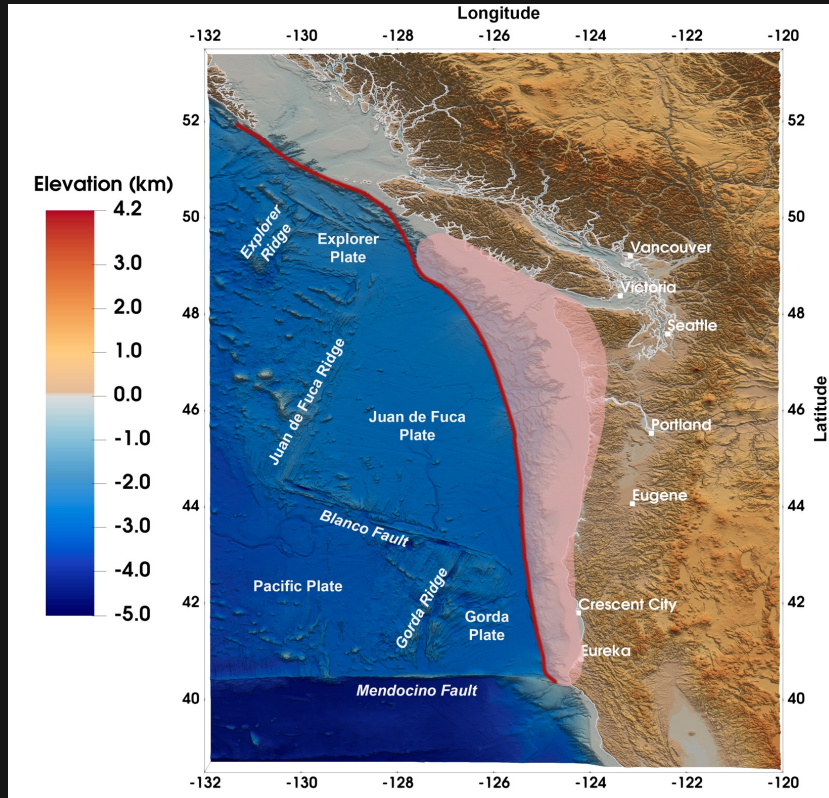 Longitude
-132 -130 -128 -126 -124 -122 -120
52
52
Elevation (km)
4.2
3.0
2.0
1.0
0.0
-1.0
-2.0
-3.0
-4.0
-5.0
50
50
Explorer
Ridge
Explorer
Plate
Vancouver
Victoria
48
48
Seattle
Juan de Fuca Ridge
46
46
Latitude
Juan de Fuca
Plate
Portland
44
44
Eugene
Blanco Fault
Pacific Plate
42
42
Gorda Ridge
Gorda
Plate
Crescent City
Eureka
40
40
Mendocino Fault
-132 -130 -128 -126 -124 -122 -120